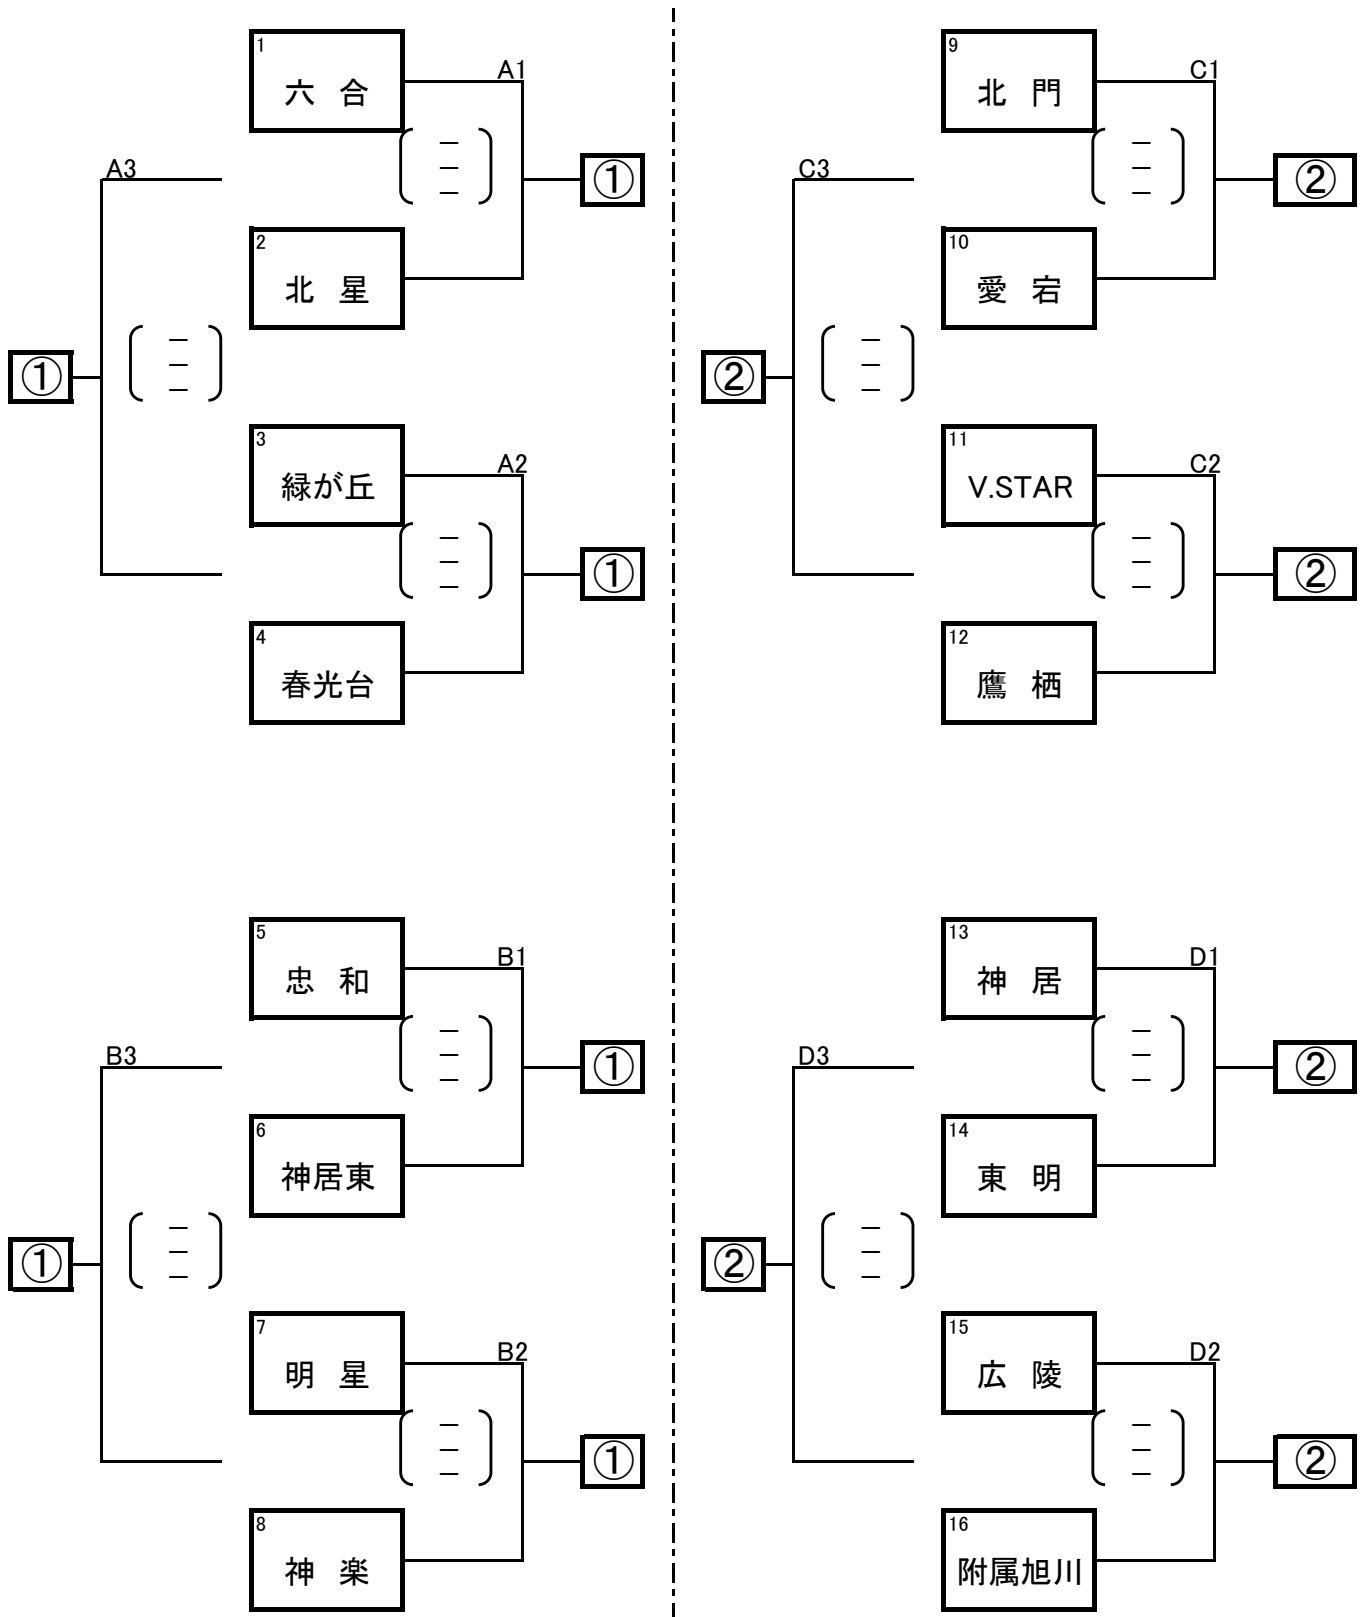 1
六 合
A1
A3
①
2
北 星
①
3
緑が丘
A2
①
4
春光台
5
忠 和
B1
B3
①
6
神居東
①
7
明 星
B2
①
8
神 楽
9
北 門
C1
C3
②
10
愛 宕
②
11
V.STAR
C2
②
12
鷹 栖
13
神 居
D1
D3
②
14
東 明
②
15
広 陵
D2
②
16
附属旭川